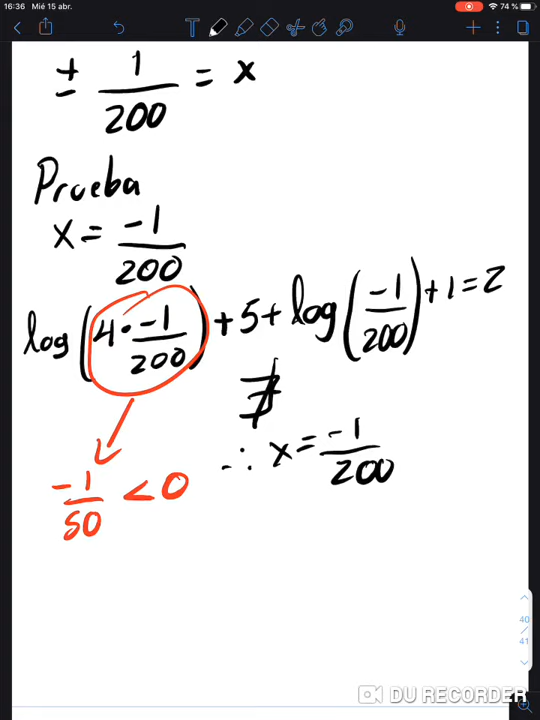 16:36 Mié 15 abr. 74 %
± 1/200 = x
Prueba
x = -1/200
log(4 · -1/200) + 5 + log(-1/200) + 1 = 2
∄
-1/50 < 0
∴ x = -1/200
40
/
41
DU RECORDER